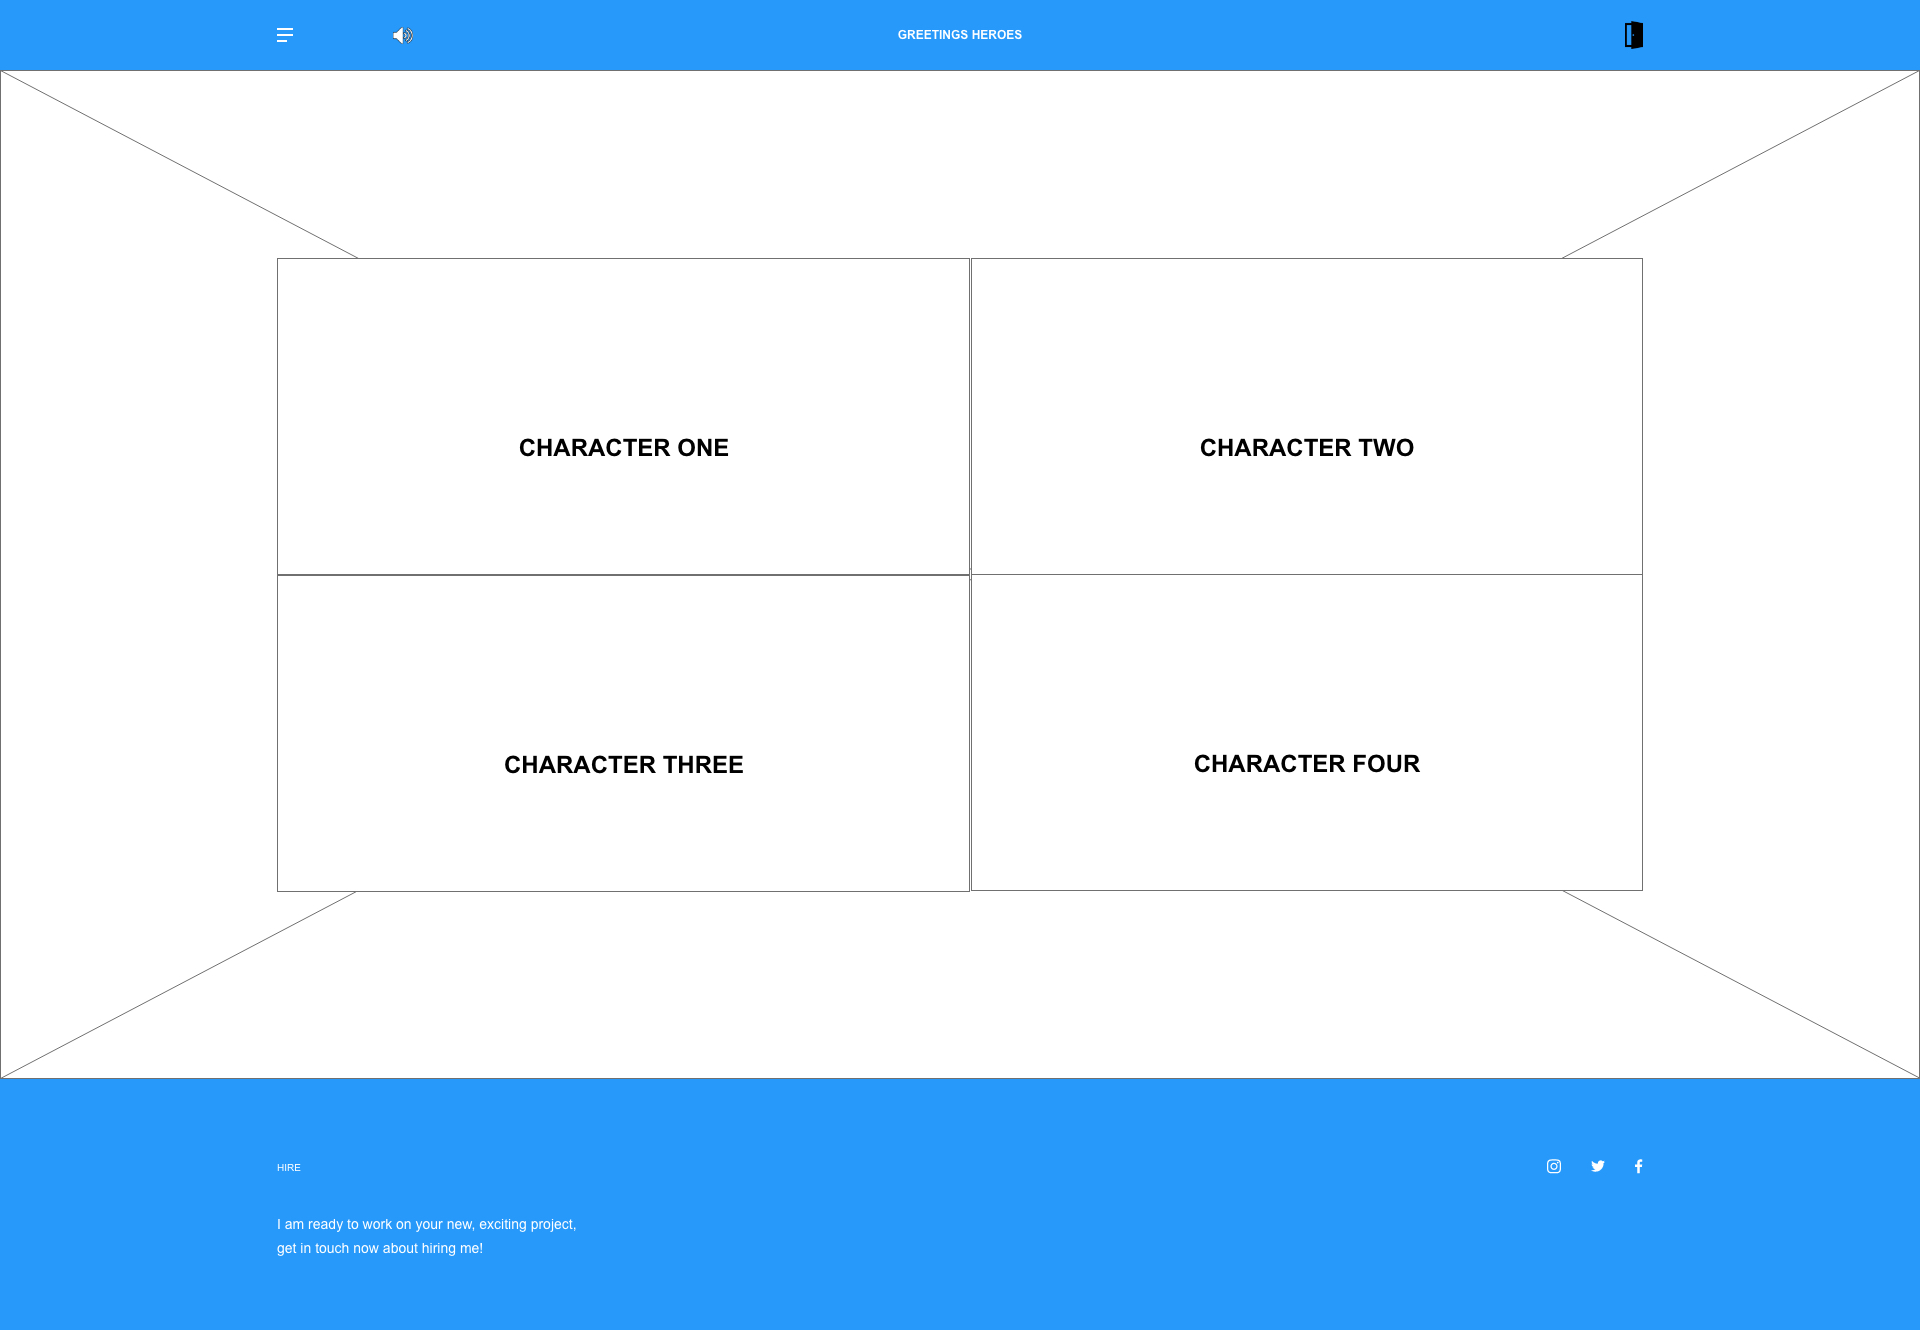 GREETINGS HEROES
CHARACTER ONE
CHARACTER TWO
CHARACTER THREE
CHARACTER FOUR
HIRE
I am ready to work on your new, exciting project,
get in touch now about hiring me!